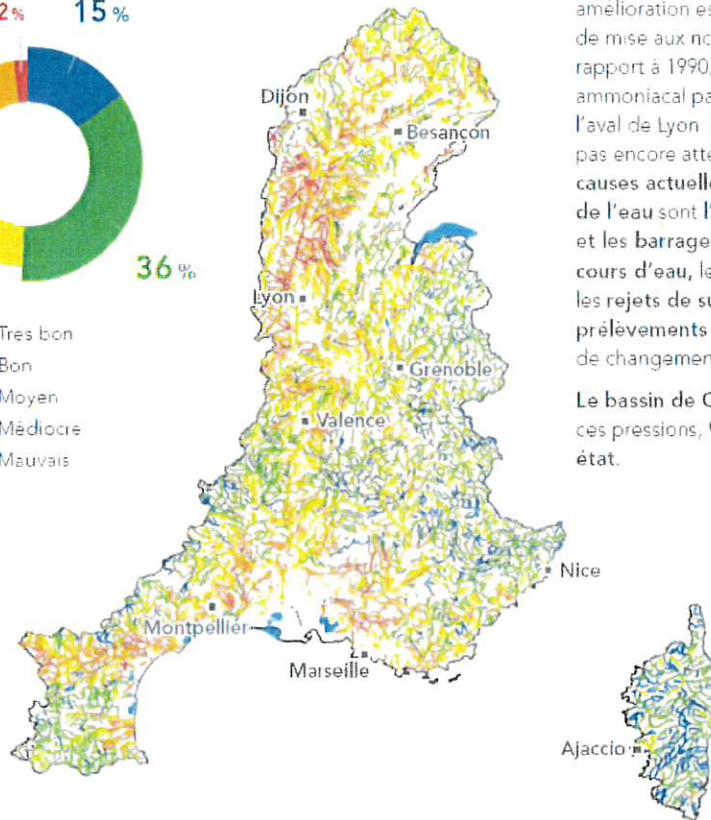 2%
15%
36%
Tres bon
Bon
Moyen
Médiocre
Mauvais
Dijon
Besançon
Lyon
Grenoble
Valence
Nice
Montpellier
Marseille
Ajaccio
amélioration es
de mise aux no
rapport à 1990,
ammoniacal pa
l'aval de Lyon
pas encore atte
causes actuelle
de l'eau sont l'
et les barrage
cours d'eau, le
les rejets de su
prélèvements
de changemen
Le bassin de C
ces pressions,
état.